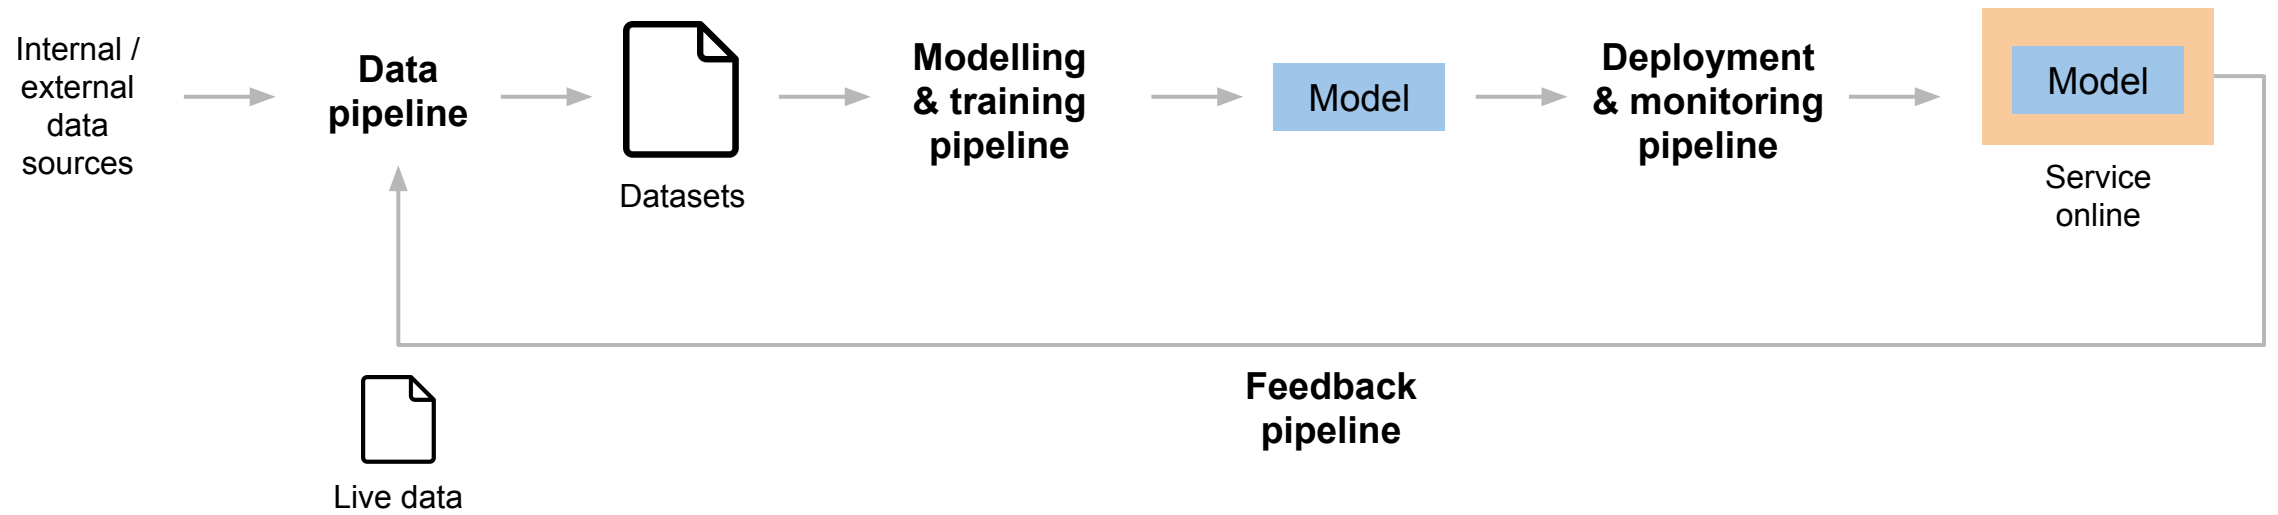 Internal /
external
data
sources
Data
pipeline
Datasets
Modelling
& training
pipeline
Model
Deployment
& monitoring
pipeline
Model
Service
online
Feedback
pipeline
Live data